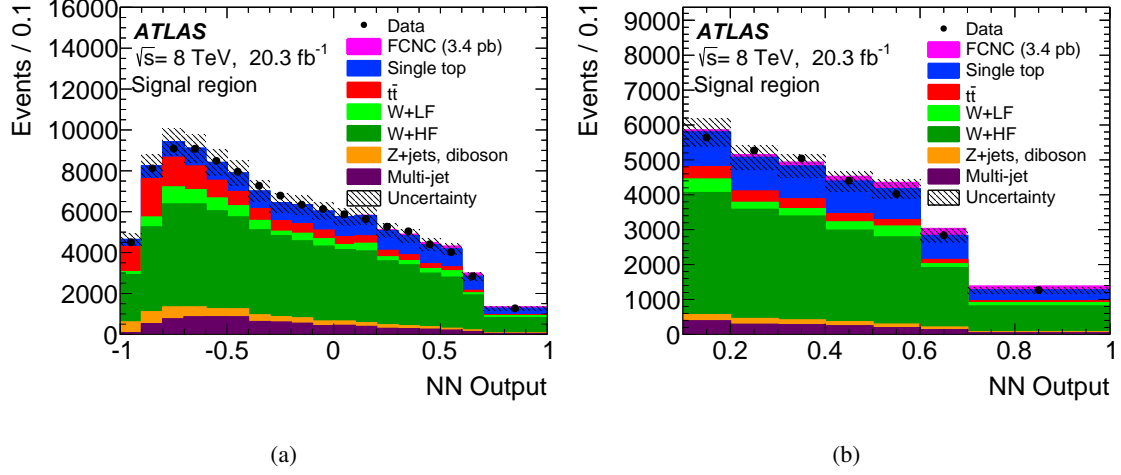 Events / 0.1
16000
14000
12000
10000
8000
6000
4000
2000
0
ATLAS
√s= 8 TeV, 20.3 fb⁻¹
Signal region
Data
FCNC (3.4 pb)
Single top
tt̄
W+LF
W+HF
Z+jets, diboson
Multi-jet
Uncertainty
-1 -0.5 0 0.5 1
NN Output
(a)
Events / 0.1
9000
8000
7000
6000
5000
4000
3000
2000
1000
0
ATLAS
√s= 8 TeV, 20.3 fb⁻¹
Signal region
Data
FCNC (3.4 pb)
Single top
tt̄
W+LF
W+HF
Z+jets, diboson
Multi-jet
Uncertainty
0.2 0.4 0.6 0.8 1
NN Output
(b)